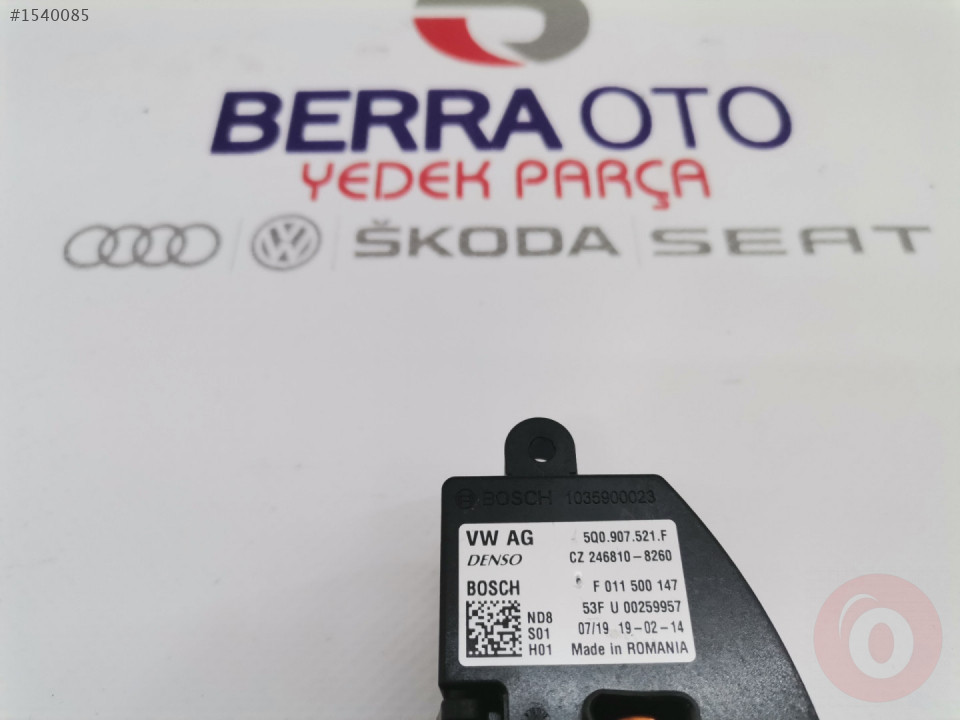 #1540085
BERRA OTO
YEDEK PARÇA
ŠKODA SEAT
BOSCH 1035900023
VW AG 5Q0.907.521.F
DENSO CZ 246810-8260
BOSCH F 011 500 147
ND8 53F U 00259957
S01 07/19 19-02-14
H01 Made in ROMANIA